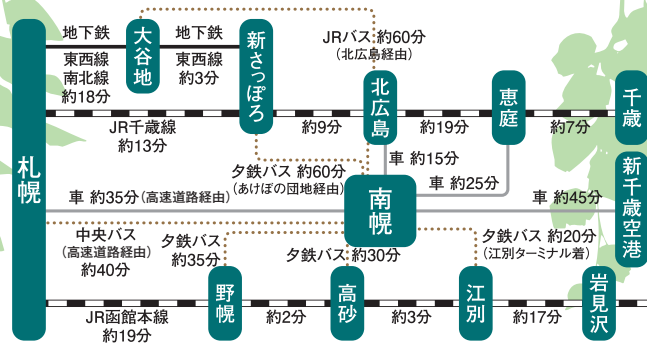 地下鉄
東西線
南北線
約18分
大谷地
地下鉄
東西線
約3分
新さっぽろ
JRバス 約60分
(北広島経由)
札幌
JR千歳線
約13分
約9分
北広島
約19分
恵庭
約7分
千歳
夕鉄バス 約60分
(あけぼの団地経由)
車 約15分
車 約25分
車 約35分(高速道路経由)
南幌
車 約45分
新千歳空港
中央バス
(高速道路経由)
約40分
夕鉄バス
約35分
夕鉄バス 約30分
夕鉄バス 約20分
(江別ターミナル着)
JR函館本線
約19分
野幌
約2分
高砂
約3分
江別
約17分
岩見沢